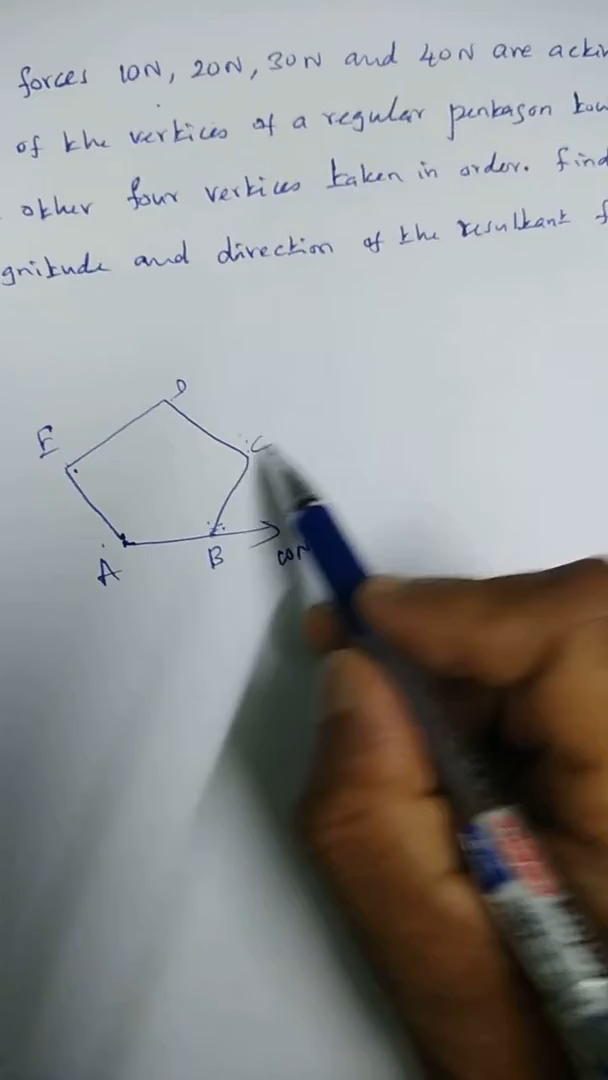 forces 10N, 20N, 30N and 40N are
of the vertices of a regular pentagon
other four vertices taken in order. find
gnitude and direction of the resultant f
D
E
C
A
B